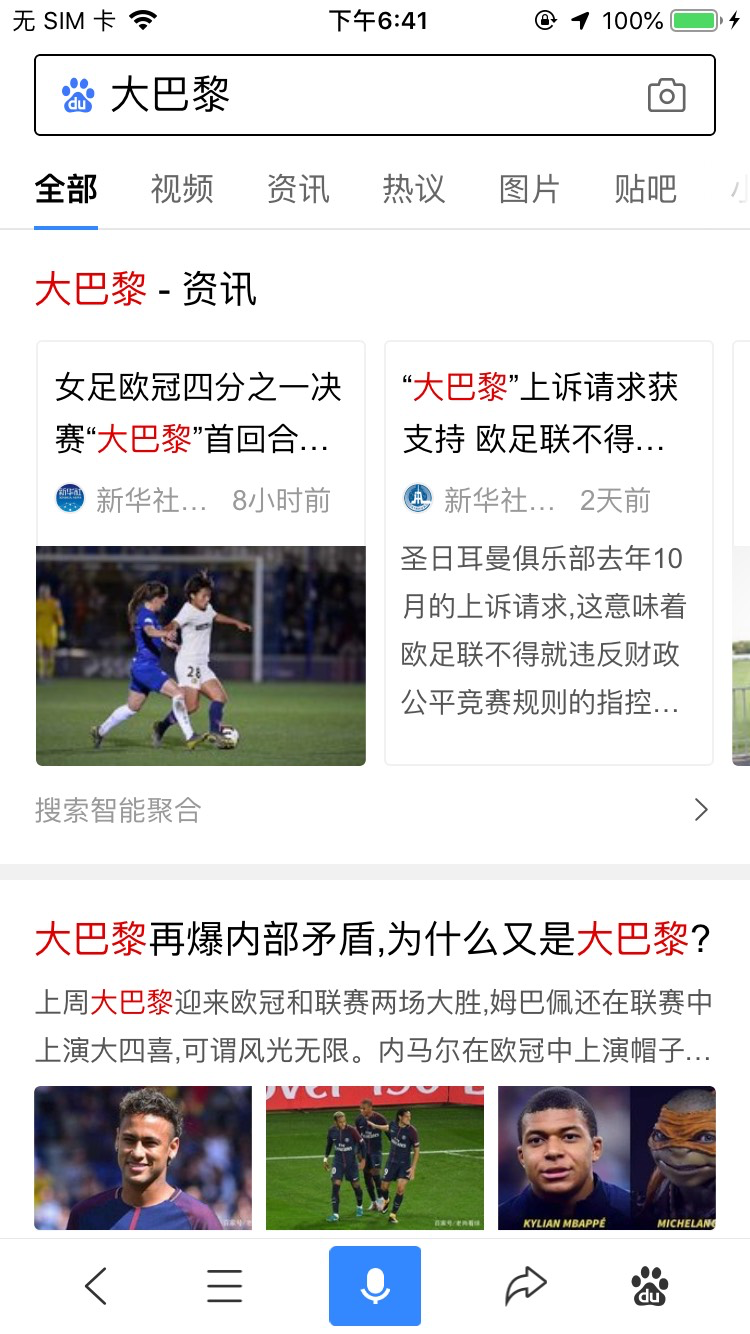 无 SIM 卡
下午6:41
100%
du 大巴黎
全部 视频 资讯 热议 图片 贴吧
大巴黎 - 资讯
女足欧冠四分之一决
赛“大巴黎”首回合...
新华社... 8小时前
“大巴黎”上诉请求获
支持 欧足联不得...
新华社... 2天前
圣日耳曼俱乐部去年10
月的上诉请求,这意味着
欧足联不得就违反财政
公平竞赛规则的指控...
28
搜索智能聚合
大巴黎再爆内部矛盾,为什么又是大巴黎?
上周大巴黎迎来欧冠和联赛两场大胜,姆巴佩还在联赛中
上演大四喜,可谓风光无限。内马尔在欧冠中上演帽子...
KYLIAN MBAPPÉ
du